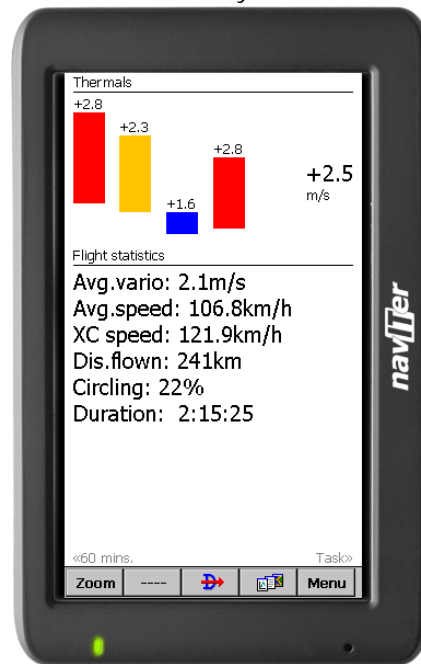 Thermals
+2.8
+2.3
+1.6
+2.8
+2.5
m/s
Flight statistics
Avg.vario: 2.1m/s
Avg.speed: 106.8km/h
XC speed: 121.9km/h
Dis.flown: 241km
Circling: 22%
Duration: 2:15:25
«60 mins. Task»
Zoom ---- Menu
naviter